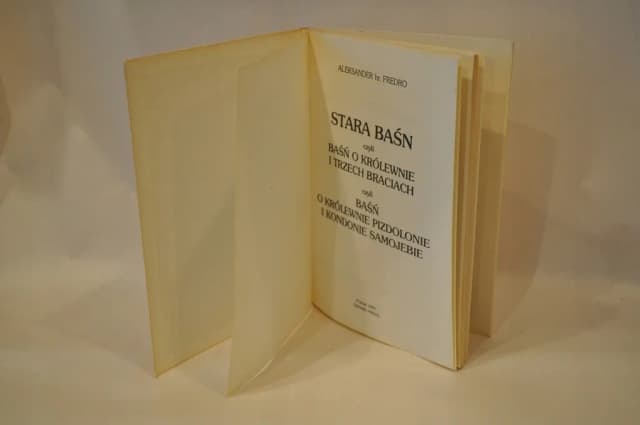 ALEKSANDER hr. FREDRO
STARA BAŚŃ
czyli
BAŚŃ O KRÓLEWNIE
I TRZECH BRACIACH
czyli
BAŚŃ
O KRÓLEWNIE PIZDOLONIE
I KONDONIE SAMOJEBIE